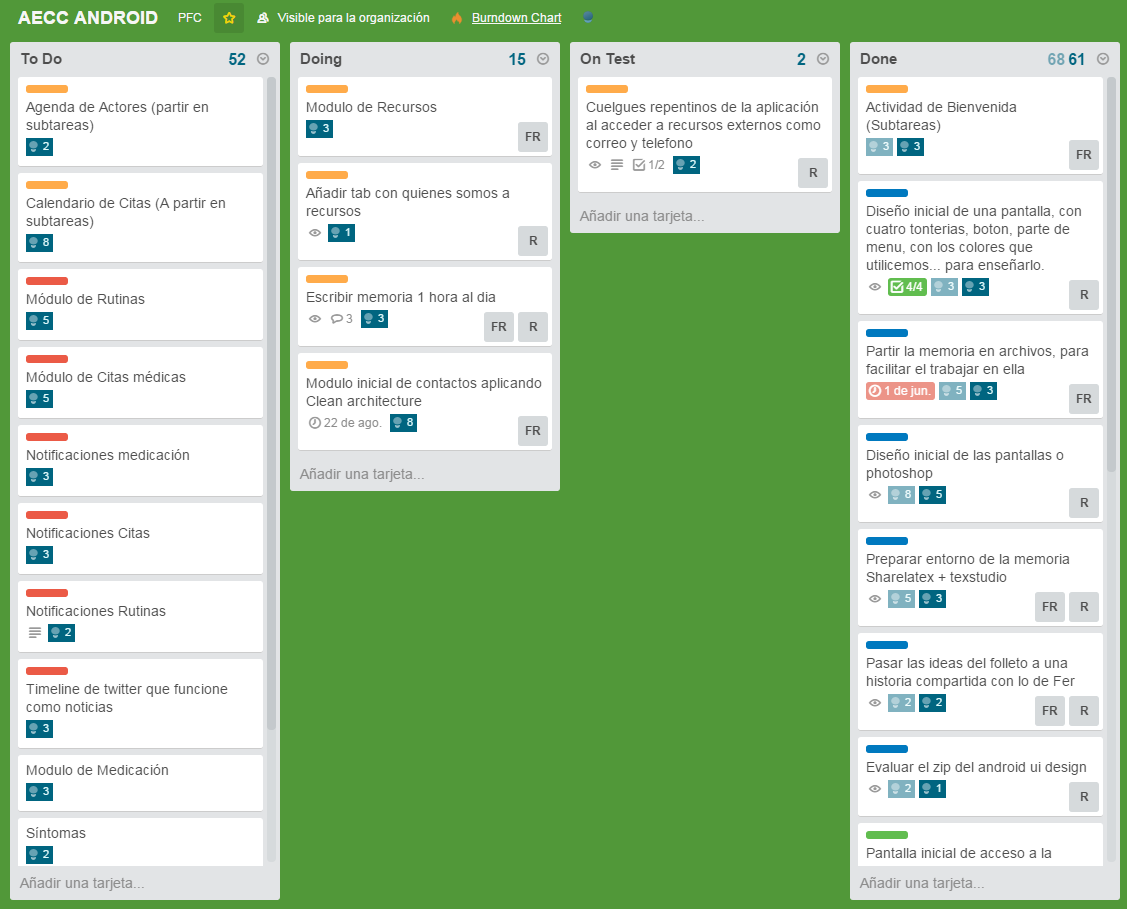 AECC ANDROID PFC Visible para la organización Burndown Chart
To Do 52
Agenda de Actores (partir en
subtareas)
2
Calendario de Citas (A partir en
subtareas)
8
Módulo de Rutinas
5
Módulo de Citas médicas
5
Notificaciones medicación
3
Notificaciones Citas
3
Notificaciones Rutinas
2
Timeline de twitter que funcione
como noticias
3
Modulo de Medicación
3
Síntomas
2
Añadir una tarjeta...
Doing 15
Modulo de Recursos
3
FR
Añadir tab con quienes somos a
recursos
1
R
Escribir memoria 1 hora al dia
3 3
FR R
Modulo inicial de contactos aplicando
Clean architecture
22 de ago. 8
FR
Añadir una tarjeta...
On Test 2
Cuelgues repentinos de la aplicación
al acceder a recursos externos como
correo y telefono
1/2 2
R
Añadir una tarjeta...
Done 68 61
Actividad de Bienvenida
(Subtareas)
3 3
FR
Diseño inicial de una pantalla, con
cuatro tonterias, boton, parte de
menu, con los colores que
utilicemos... para enseñarlo.
4/4 3 3
R
Partir la memoria en archivos, para
facilitar el trabajar en ella
1 de jun. 5 3
FR
Diseño inicial de las pantallas o
photoshop
8 5
R
Preparar entorno de la memoria
Sharelatex + texstudio
5 3
FR R
Pasar las ideas del folleto a una
historia compartida con lo de Fer
2 2
FR R
Evaluar el zip del android ui design
2 1
R
Pantalla inicial de acceso a la
Añadir una tarjeta...